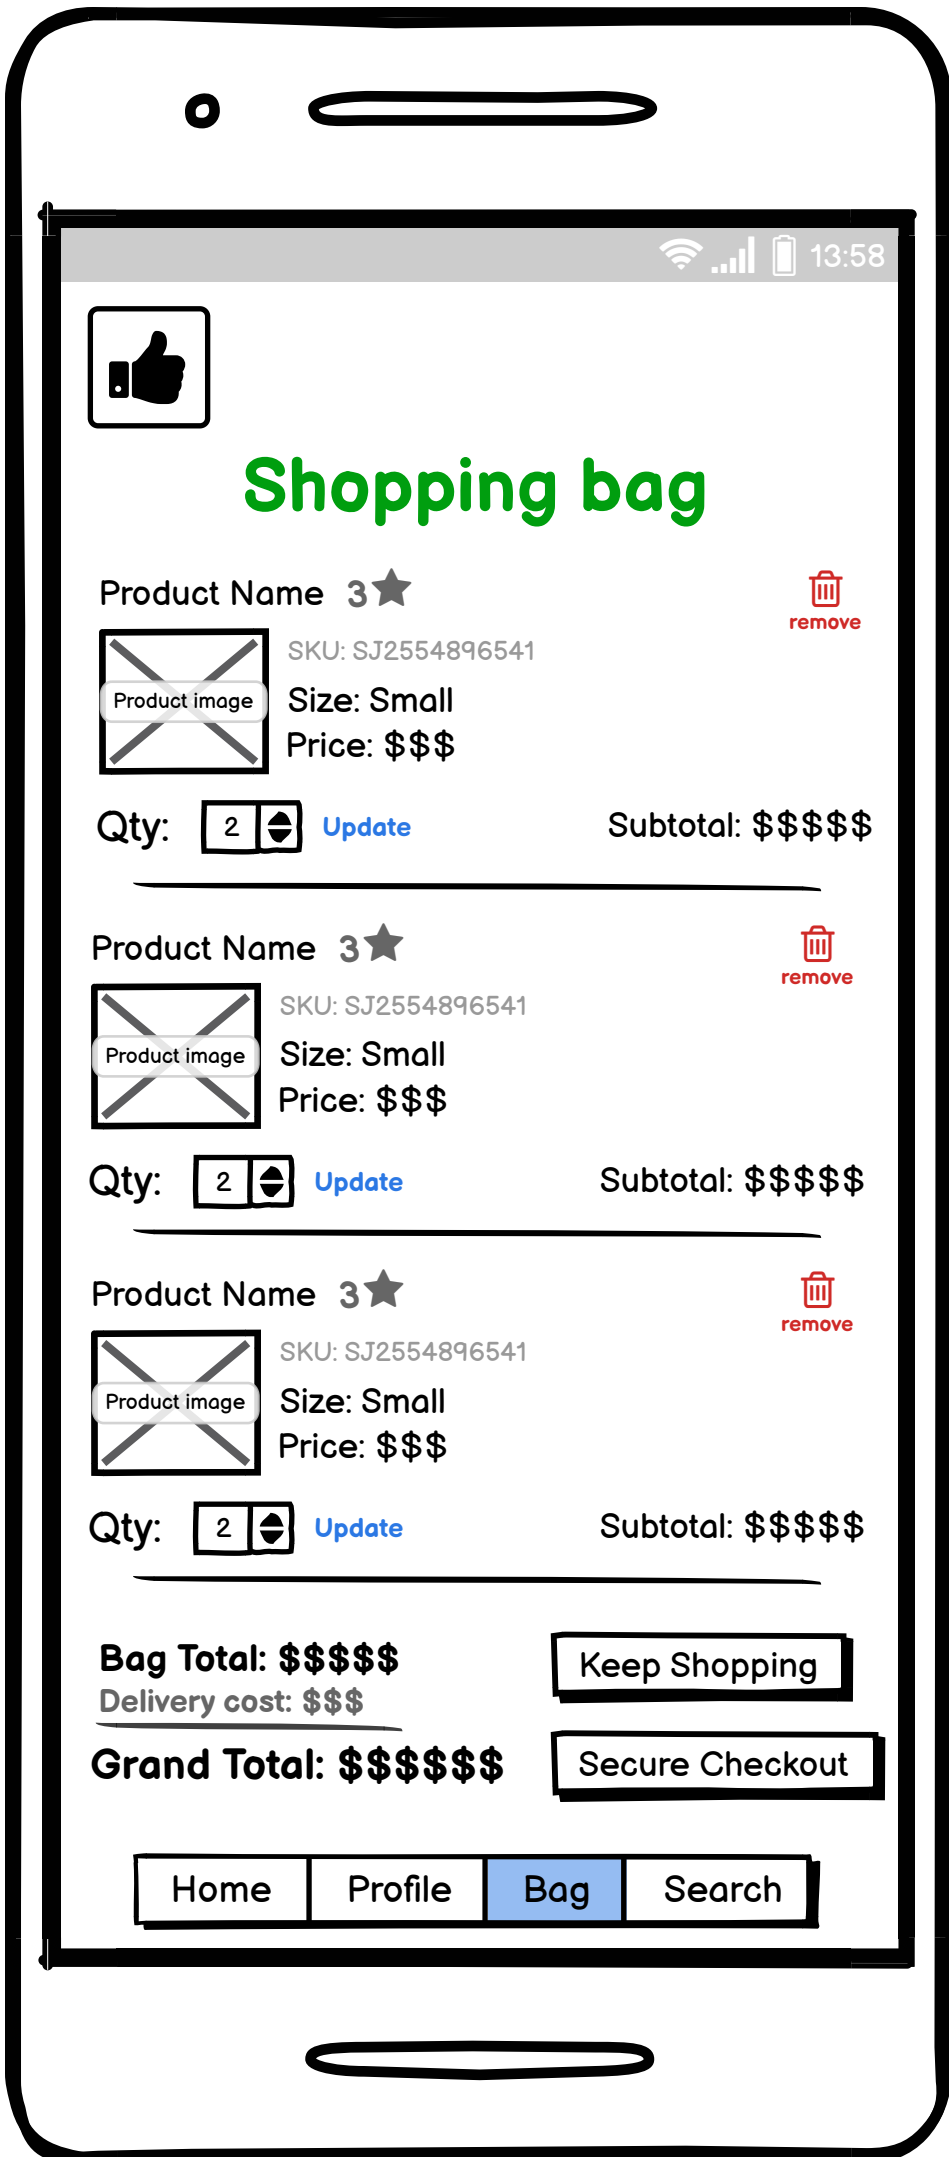 13:58
Shopping bag
Product Name 3
remove
SKU: SJ2554896541
Product image
Size: Small
Price: $$$
Qty: 2 Update Subtotal: $$$$$
Product Name 3
remove
SKU: SJ2554896541
Product image
Size: Small
Price: $$$
Qty: 2 Update Subtotal: $$$$$
Product Name 3
remove
SKU: SJ2554896541
Product image
Size: Small
Price: $$$
Qty: 2 Update Subtotal: $$$$$
Bag Total: $$$$$
Keep Shopping
Delivery cost: $$$
Grand Total: $$$$$$
Secure Checkout
Home Profile Bag Search